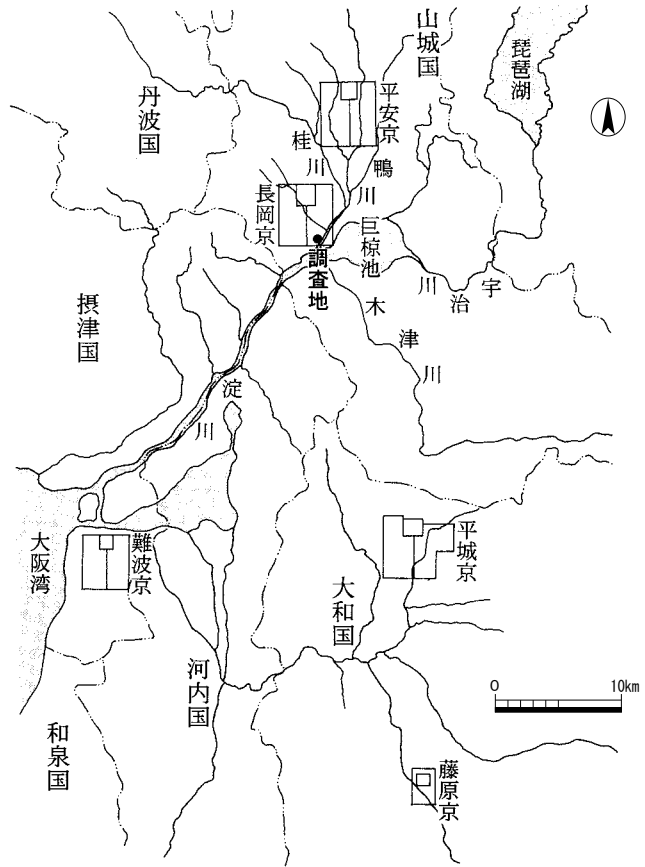 山城国
琵琶湖
丹波国
平安京
桂川
鴨川
長岡京
巨椋池
調査地
宇治川
木津川
摂津国
淀川
大阪湾
難波京
平城京
大和国
河内国
和泉国
藤原京
0 10km